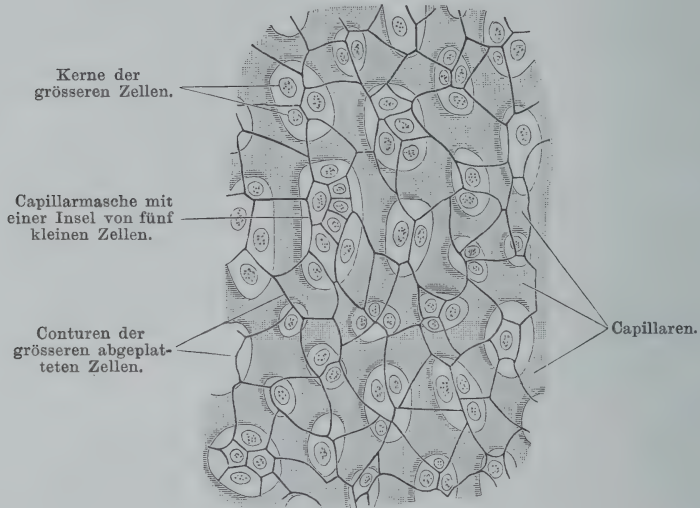 Kerne der
grösseren Zellen.
Capillarmasche mit
einer Insel von fünf
kleinen Zellen.
Conturen der
grösseren abgeplat-
teten Zellen.
Capillaren.